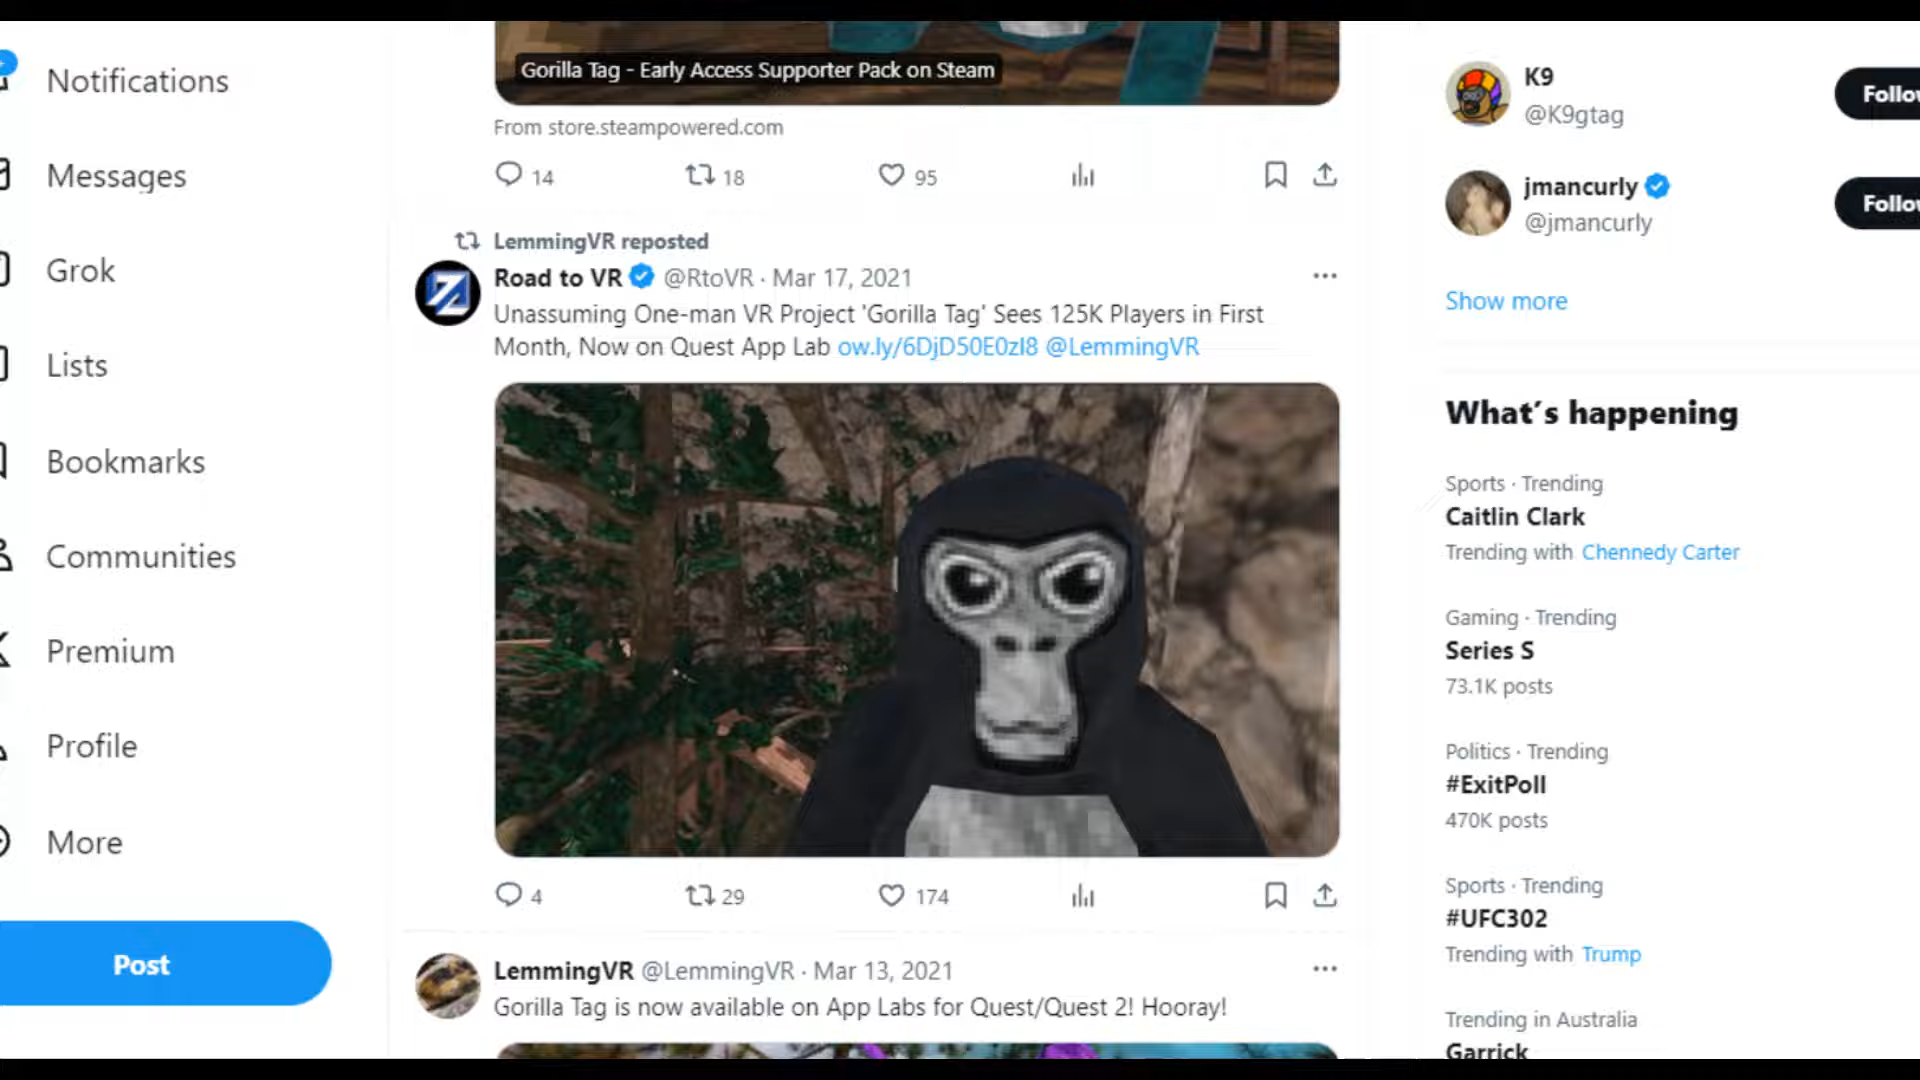 Notifications
Messages
Grok
Lists
Bookmarks
Communities
Premium
Profile
More
Post
Gorilla Tag - Early Access Supporter Pack on Steam
From store.steampowered.com
14 18 95
LemmingVR reposted
Road to VR @RtoVR · Mar 17, 2021
Unassuming One-man VR Project 'Gorilla Tag' Sees 125K Players in First
Month, Now on Quest App Lab ow.ly/6DjD50E0zI8 @LemmingVR
4 29 174
LemmingVR @LemmingVR · Mar 13, 2021
Gorilla Tag is now available on App Labs for Quest/Quest 2! Hooray!
K9
@K9gtag
Follo
jmancurly
@jmancurly
Follo
Show more
What's happening
Sports · Trending
Caitlin Clark
Trending with Chennedy Carter
Gaming · Trending
Series S
73.1K posts
Politics · Trending
#ExitPoll
470K posts
Sports · Trending
#UFC302
Trending with Trump
Trending in Australia
Garrick